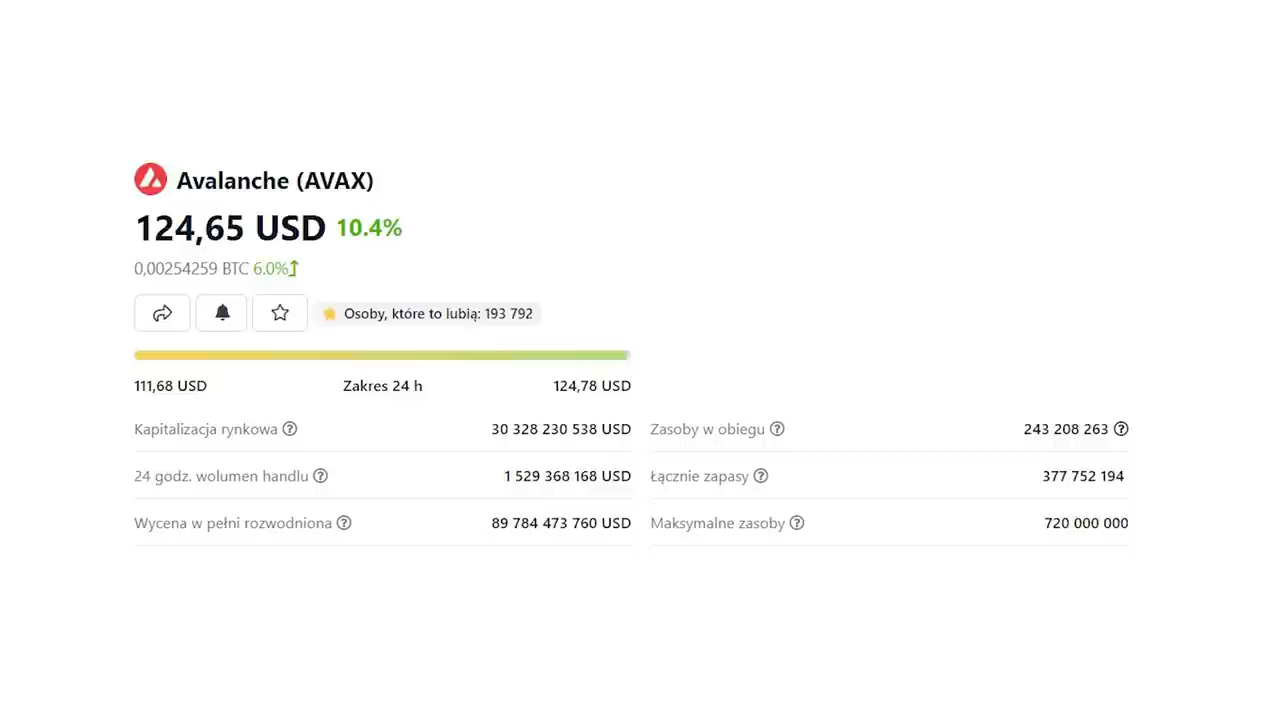 Avalanche (AVAX)
124,65 USD 10.4%
0,00254259 BTC 6.0%
Osoby, które to lubią: 193 792
111,68 USD Zakres 24 h 124,78 USD
Kapitalizacja rynkowa 30 328 230 538 USD
24 godz. wolumen handlu 1 529 368 168 USD
Wycena w pełni rozwodniona 89 784 473 760 USD
Zasoby w obiegu 243 208 263
Łącznie zapasy 377 752 194
Maksymalne zasoby 720 000 000